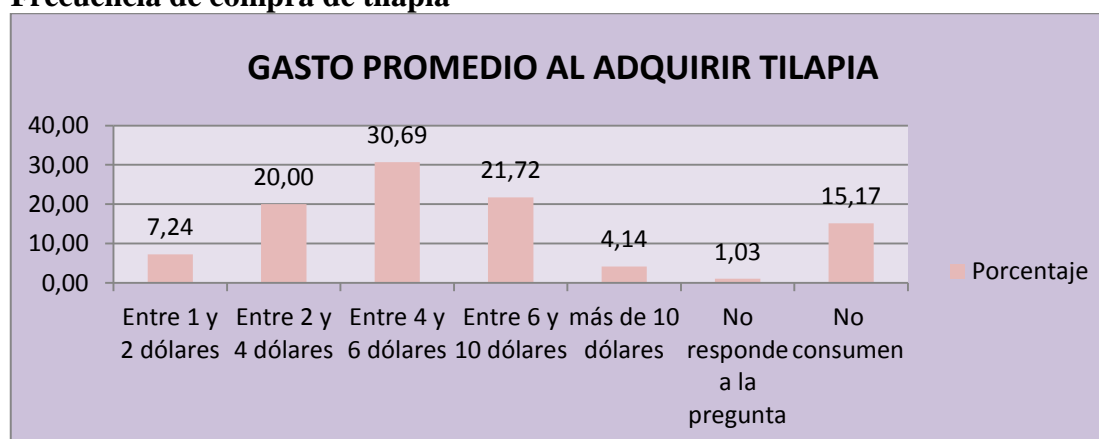 Frecuencia de compra de tilapia
GASTO PROMEDIO AL ADQUIRIR TILAPIA
40,00
30,00
20,00
10,00
0,00
7,24
20,00
30,69
21,72
4,14
1,03
15,17
Entre 1 y
2 dólares
Entre 2 y
4 dólares
Entre 4 y
6 dólares
Entre 6 y
10 dólares
más de 10
dólares
No
responde
a la
pregunta
No
consumen
Porcentaje